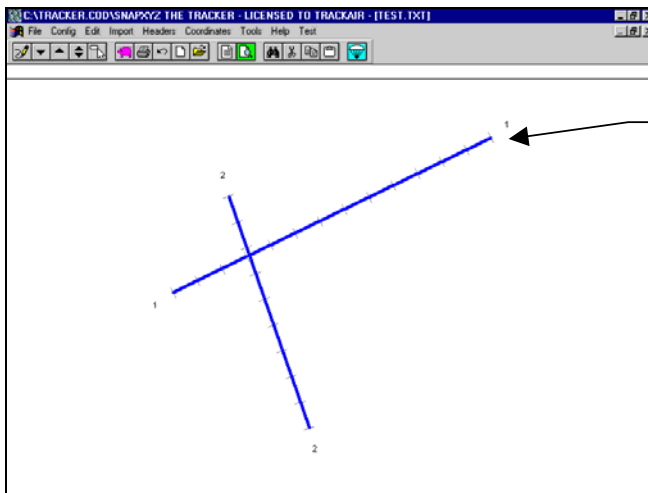 C:\TRACKER.COD\SNAPXYZ THE TRACKER - LICENSED TO TRACKAIR - [TEST.TXT]
File Config Edit Import Headers Coordinates Tools Help Test
1
2
1
2